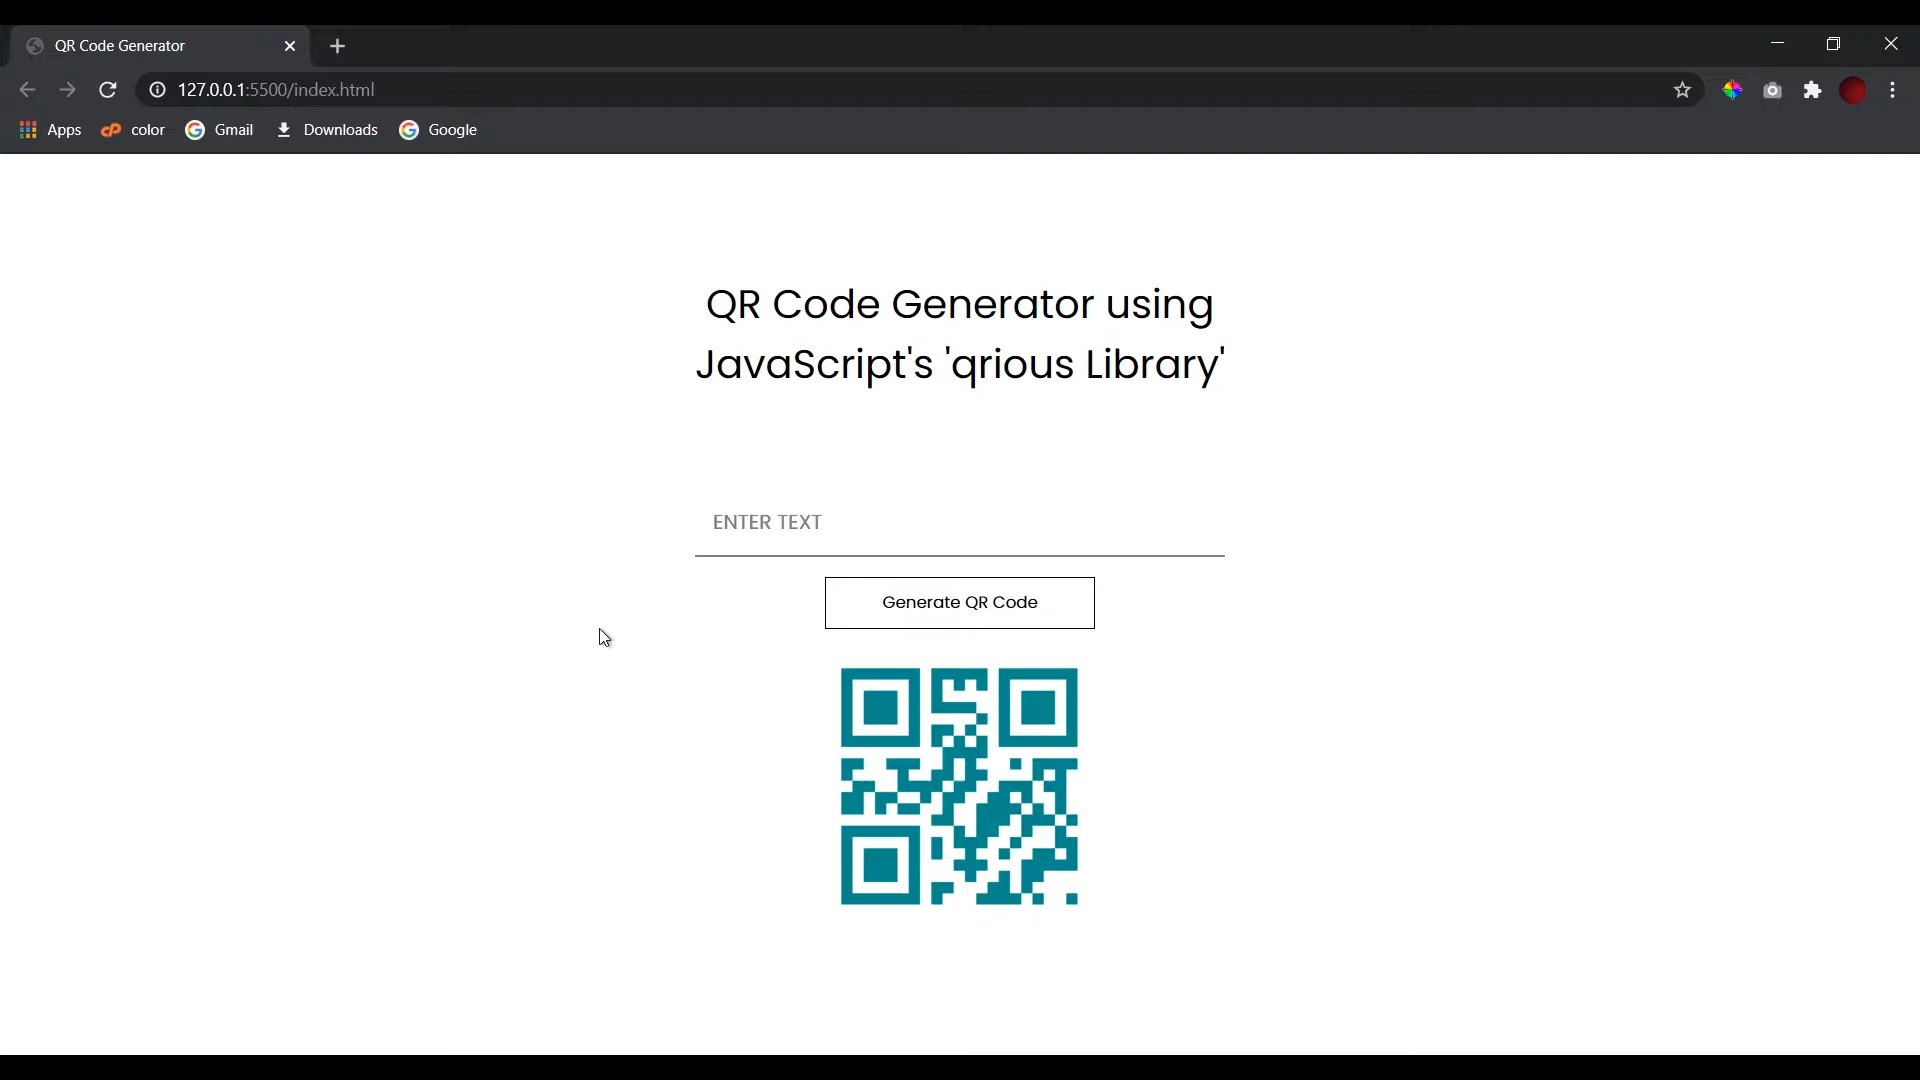 QR Code Generator
127.0.0.1:5500/index.html
Apps
color
Gmail
Downloads
Google
QR Code Generator using
JavaScript's 'qrious Library'
ENTER TEXT
Generate QR Code